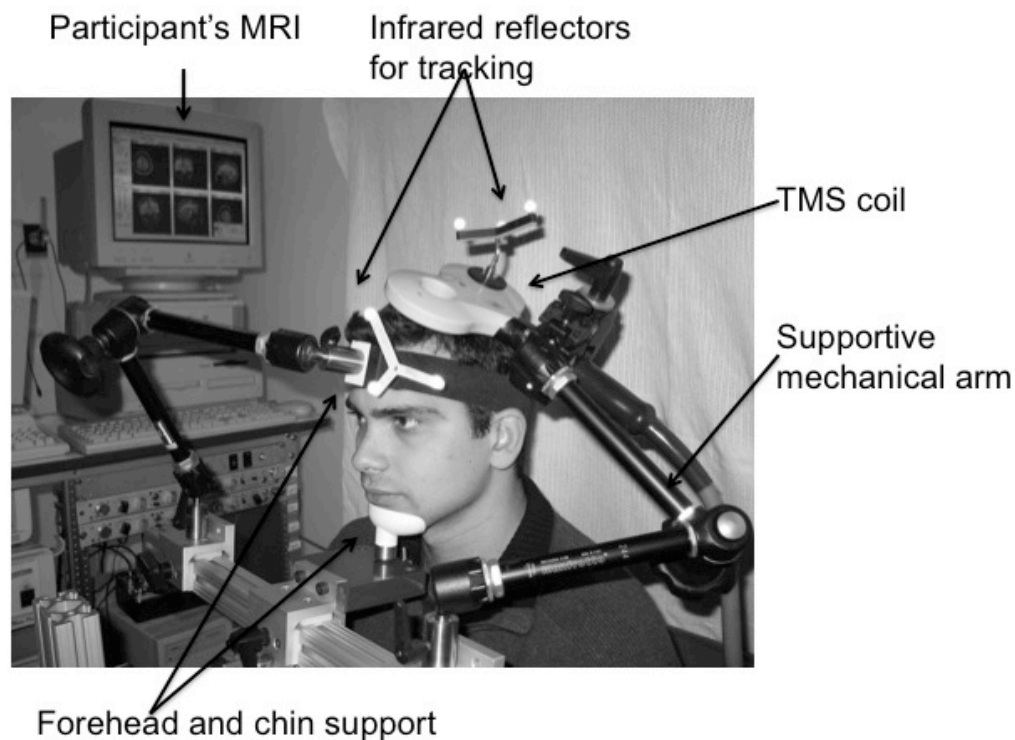 Participant's MRI
Infrared reflectors
for tracking
TMS coil
Supportive
mechanical arm
Forehead and chin support